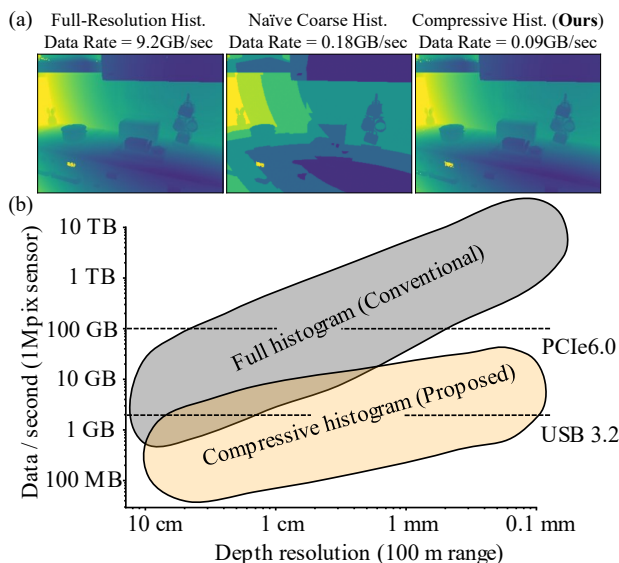 (a) Full-Resolution Hist. Naïve Coarse Hist. Compressive Hist. (Ours)
Data Rate = 9.2GB/sec Data Rate = 0.18GB/sec Data Rate = 0.09GB/sec
(b)
Data / second (1Mpix sensor)
10 TB
1 TB
100 GB
10 GB
1 GB
100 MB
Full histogram (Conventional)
Compressive histogram (Proposed)
PCIe6.0
USB 3.2
10 cm 1 cm 1 mm 0.1 mm
Depth resolution (100 m range)